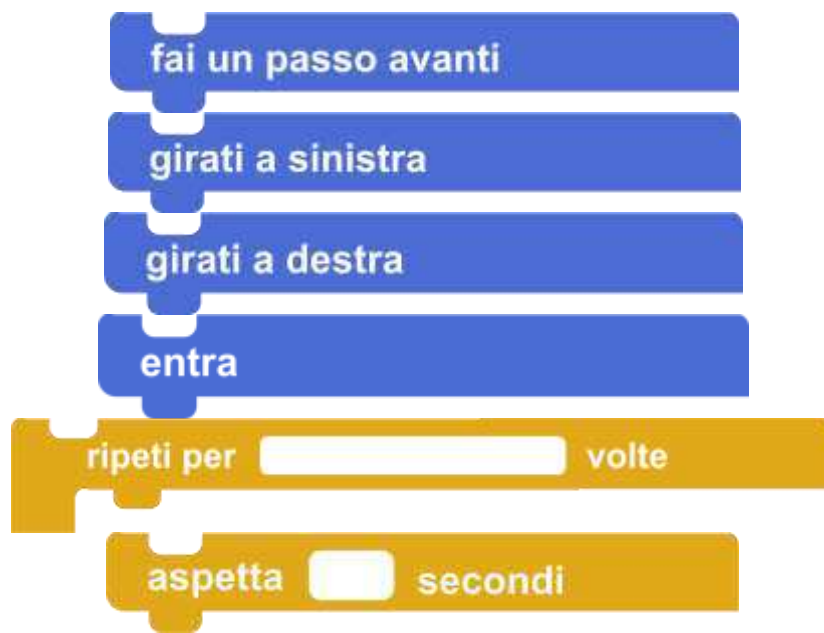 fai un passo avanti
girati a sinistra
girati a destra
entra
ripeti per volte
aspetta secondi